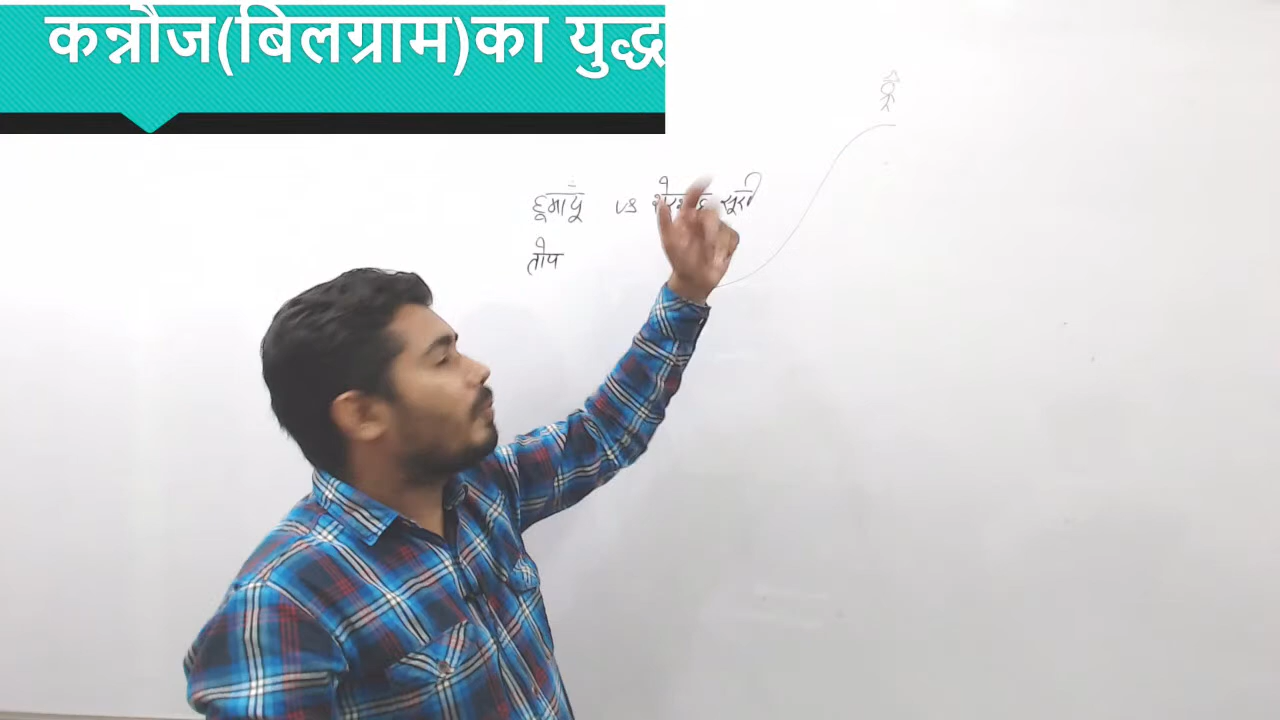 कन्नौज(बिलग्राम)का युद्ध
हूमायूँ vs सूरी
तोप